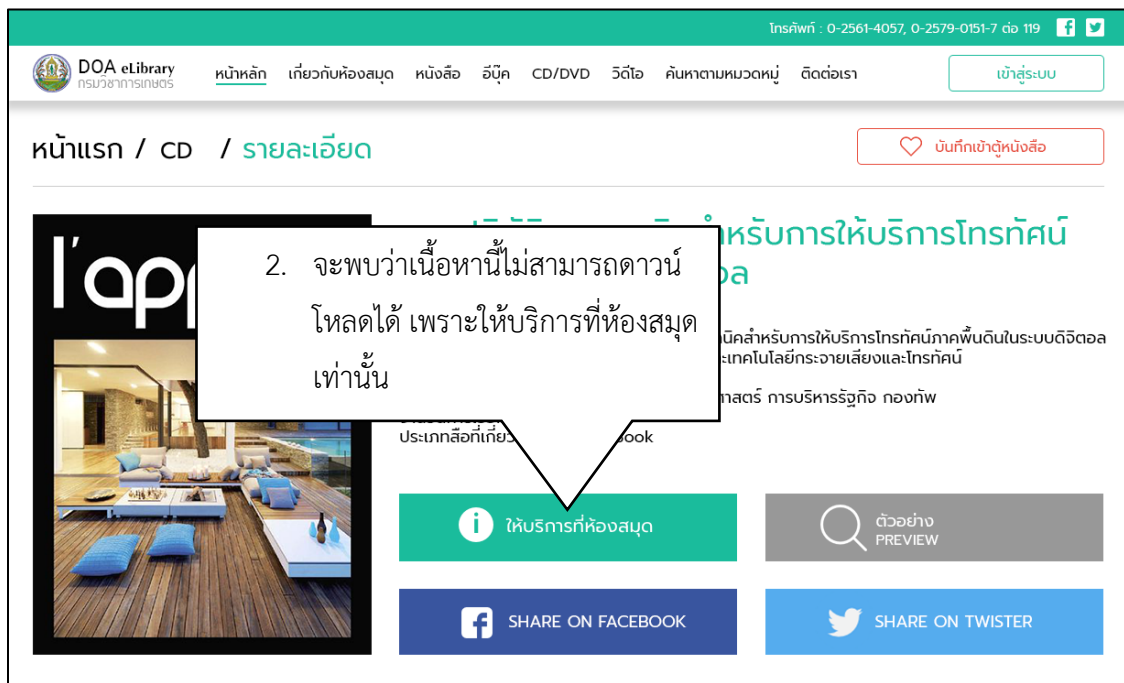 โทรศัพท์ : 0-2561-4057, 0-2579-0151-7 ต่อ 119
DOA eLibrary
กรมวิชาการเกษตร
หน้าหลัก เกี่ยวกับห้องสมุด หนังสือ อีบุ๊ค CD/DVD วีดีโอ ค้นหาตามหมวดหมู่ ติดต่อเรา เข้าสู่ระบบ
หน้าแรก / CD / รายละเอียด
บันทึกเข้าตู้หนังสือ
l'app
2. จะพบว่าเนื้อหานี้ไม่สามารถดาวน์
โหลดได้ เพราะให้บริการที่ห้องสมุด
เท่านั้น
สำหรับการให้บริการโทรทัศน์
สำหรับการให้บริการโทรทัศน์ภาคพื้นดินในระบบดิจิตอล
เทคโนโลยีกระจายเสียงและโทรทัศน์
การบริหารรัฐกิจ กองทัพ
ประเภทสื่อที่เกี่ยว book
ให้บริการที่ห้องสมุด
ตัวอย่าง
PREVIEW
SHARE ON FACEBOOK
SHARE ON TWISTER